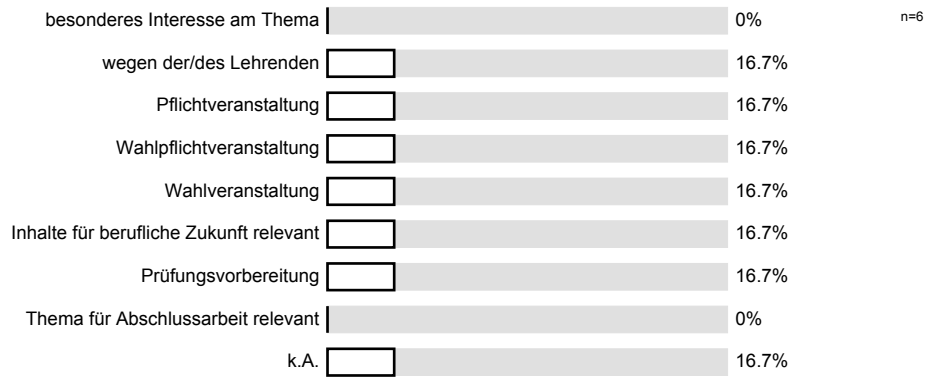 besonderes Interesse am Thema 0% n=6
wegen der/des Lehrenden 16.7%
Pflichtveranstaltung 16.7%
Wahlpflichtveranstaltung 16.7%
Wahlveranstaltung 16.7%
Inhalte für berufliche Zukunft relevant 16.7%
Prüfungsvorbereitung 16.7%
Thema für Abschlussarbeit relevant 0%
k.A. 16.7%